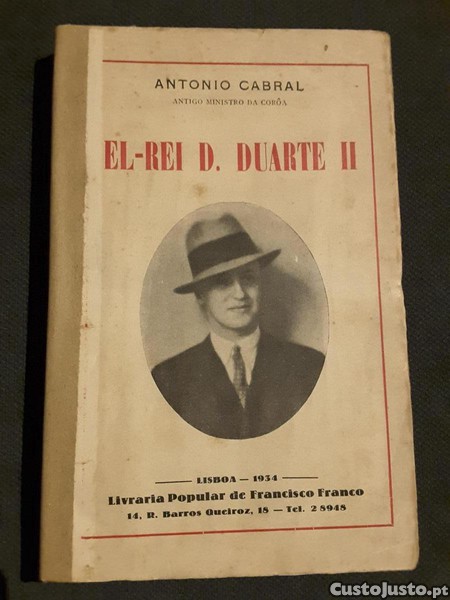 ANTONIO CABRAL
ANTIGO MINISTRO DA CORÔA
EL-REI D. DUARTE II
LISBOA — 1934
Livraria Popular de Francisco Franco
14, R. Barros Queiroz, 18 — Tel. 2 8948
CustoJusto.pt